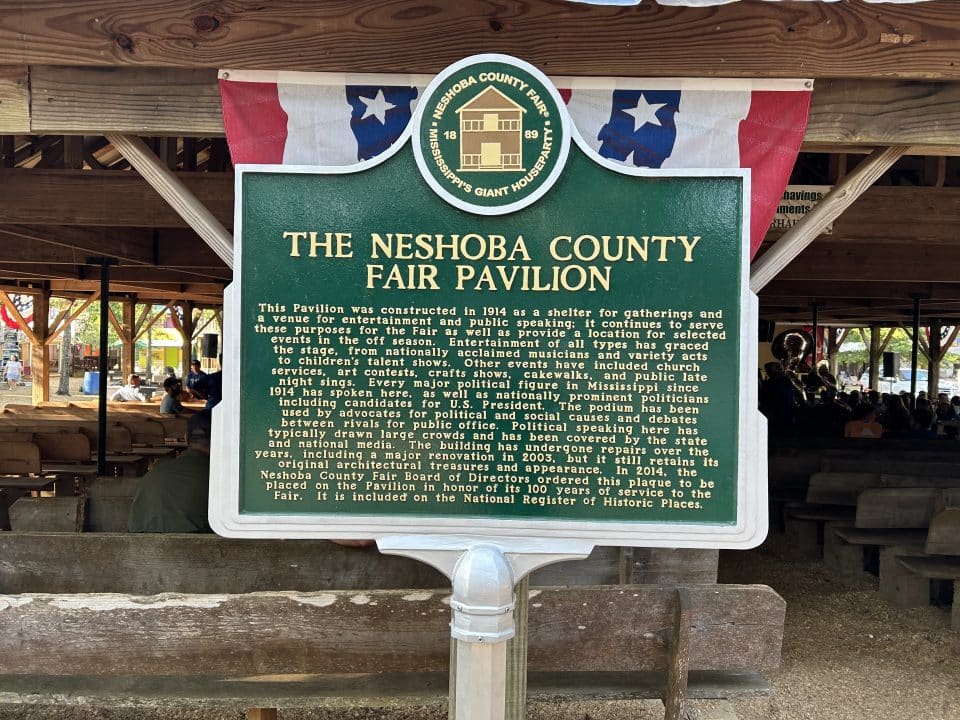 NESHOBA COUNTY FAIR®
18 89
MISSISSIPPI'S GIANT HOUSEPARTY
THE NESHOBA COUNTY
FAIR PAVILION
This Pavilion was constructed in 1914 as a shelter for gatherings and
a venue for entertainment and public speaking; it continues to serve
these purposes for the Fair as well as provide a location for selected
events in the off season. Entertainment of all types has graced
the stage, from nationally acclaimed musicians and variety acts
to children's talent shows. Other events have included church
services, art contests, crafts shows, cakewalks, and public late
night sings. Every major political figure in Mississippi since
1914 has spoken here, as well as nationally prominent politicians
including candidates for U.S. President. The podium has been
used by advocates for political and social causes and debates
between rivals for public office. Political speaking here has
typically drawn large crowds and has been covered by the state
and national media. The building has undergone repairs over the
years, including a major renovation in 2003, but it still retains its
original architectural treasures and appearance. In 2014, the
Neshoba County Fair Board of Directors ordered this plaque to be
placed on the Pavilion in honor of its 100 years of service to the
Fair. It is included on the National Register of Historic Places.